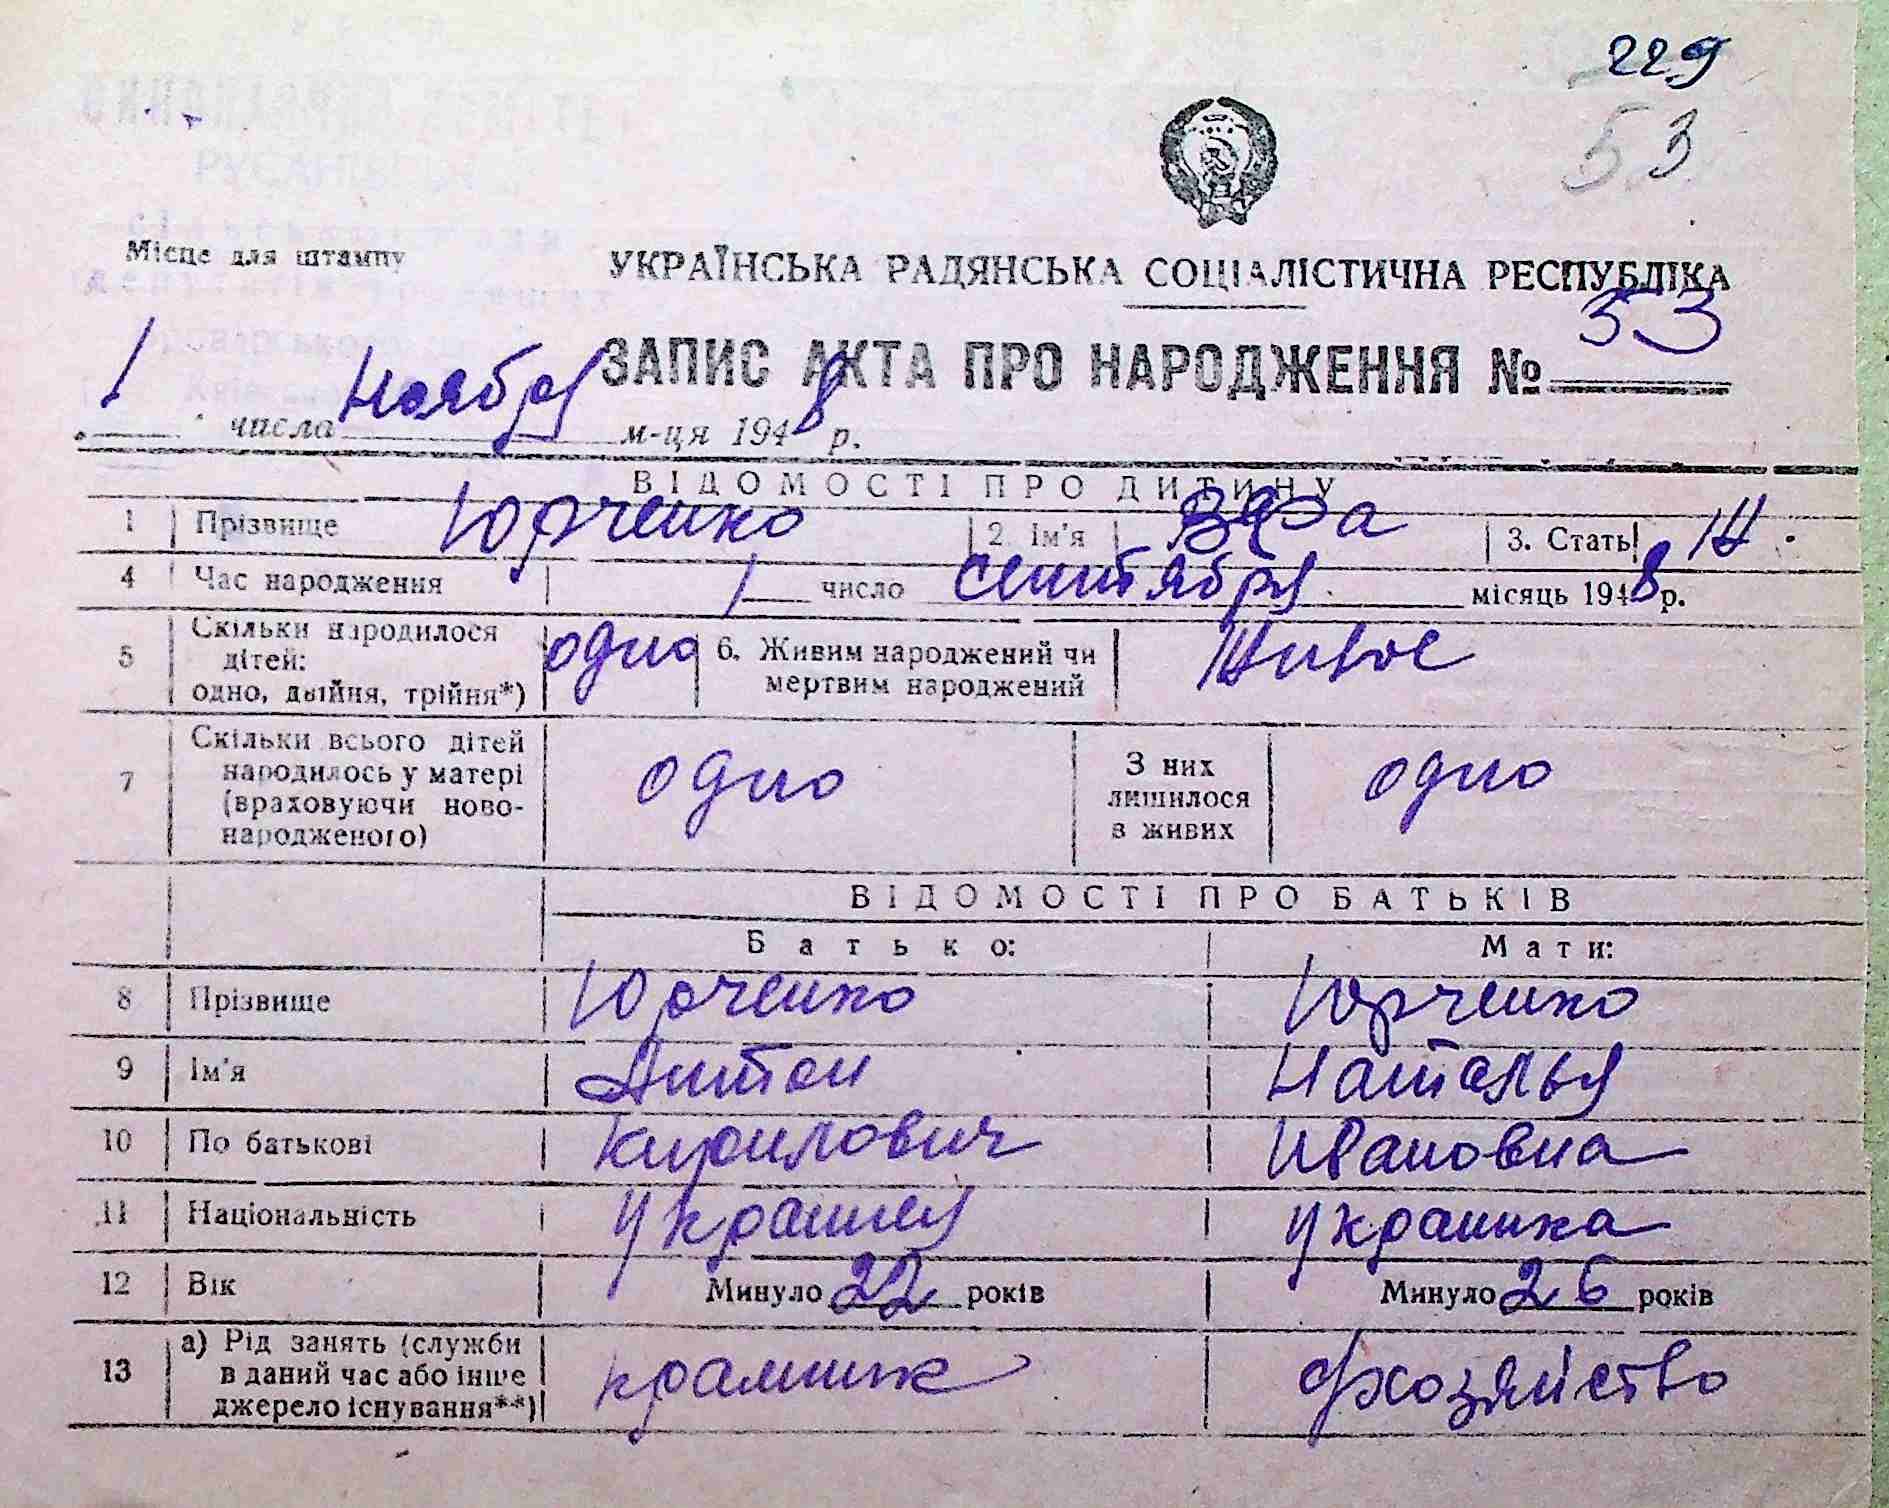 229
53
Місце для штампу
УКРАЇНСЬКА РАДЯНСЬКА СОЦІАЛІСТИЧНА РЕСПУБЛІКА
ЗАПИС АКТА ПРО НАРОДЖЕННЯ № 53
1 числа Ноября м-ця 1948 р.
ВІДОМОСТІ ПРО ДИТИНУ
1 Прізвище Юрченко 2. Ім'я Вера 3. Стать Ж
4 Час народження 1 число Сентября місяць 1948 р.
5 Скільки народилося дітей: одно, двійня, трійня*) одно 6. Живим народжений чи мертвим народжений Живое
7 Скільки всього дітей народилось у матері (враховуючи ново-народженого) одно З них лишилося в живих одно
ВІДОМОСТІ ПРО БАТЬКІВ
Батько: Мати:
8 Прізвище Юрченко Юрченко
9 Ім'я Антон Наталья
10 По батькові Кирилович Ивановна
11 Національність Украинец Украинка
12 Вік Минуло 22 років Минуло 26 років
13 а) Рід занять (служби в даний час або інше джерело існування**) крамник хозяйство